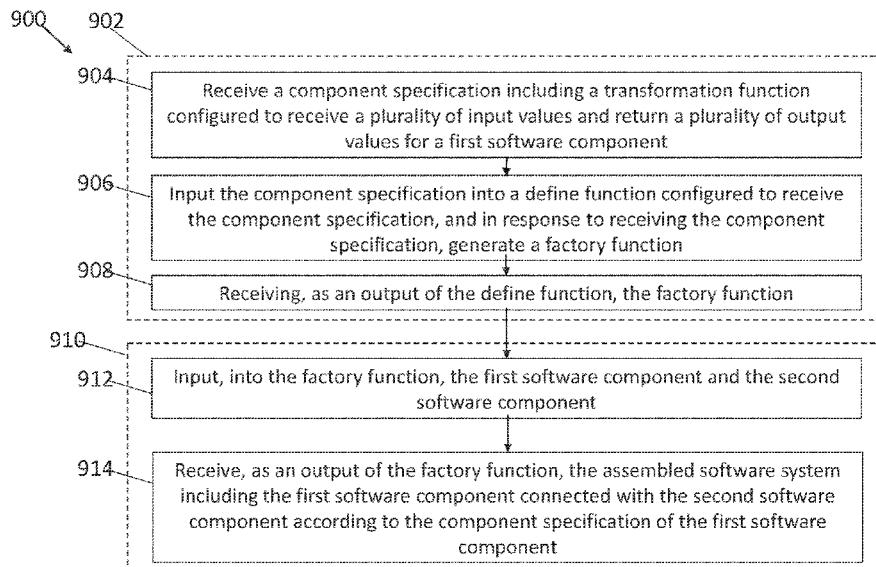 900
902
904
Receive a component specification including a transformation function
configured to receive a plurality of input values and return a plurality of output
values for a first software component
906
Input the component specification into a define function configured to receive
the component specification, and in response to receiving the component
specification, generate a factory function
908
Receiving, as an output of the define function, the factory function
910
912
Input, into the factory function, the first software component and the second
software component
914
Receive, as an output of the factory function, the assembled software system
including the first software component connected with the second software
component according to the component specification of the first software
component